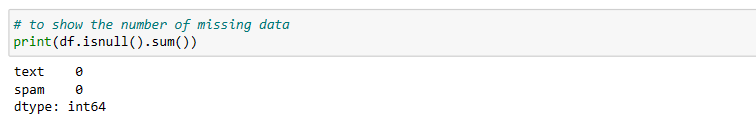 # to show the number of missing data
print(df.isnull().sum())
text    0
spam    0
dtype: int64